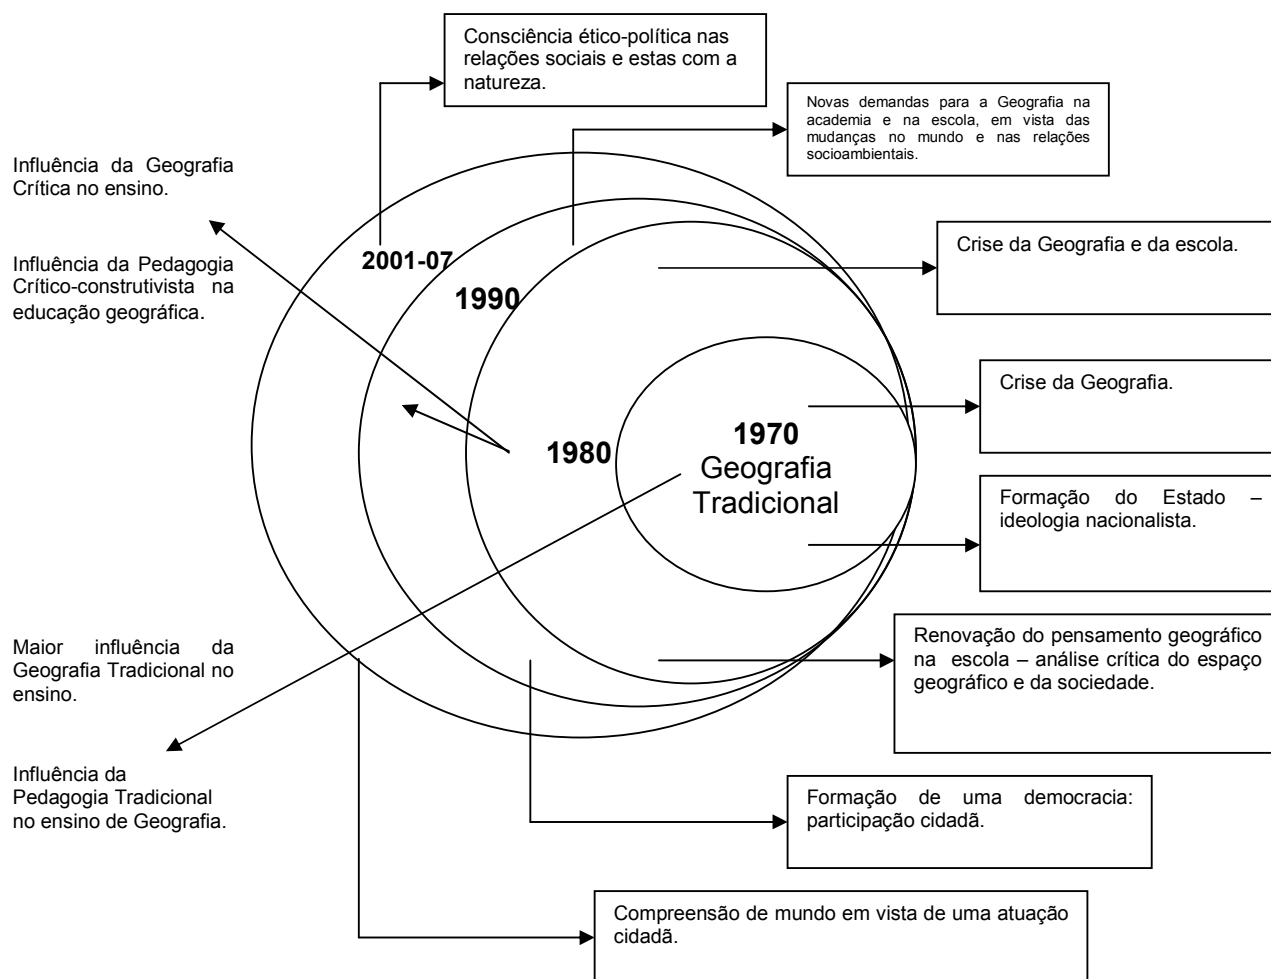 Consciência ético-política nas
relações sociais e estas com a
natureza.
Novas demandas para a Geografia na
academia e na escola, em vista das
mudanças no mundo e nas relações
socioambientais.
Influência da Geografia
Crítica no ensino.
Influência da Pedagogia
Crítico-construtivista na
educação geográfica.
2001-07
1990
Crise da Geografia e da escola.
Crise da Geografia.
1980
1970
Geografia
Tradicional
Formação do Estado –
ideologia nacionalista.
Maior influência da
Geografia Tradicional no
ensino.
Renovação do pensamento geográfico
na escola – análise crítica do espaço
geográfico e da sociedade.
Influência da
Pedagogia Tradicional
no ensino de Geografia.
Formação de uma democracia:
participação cidadã.
Compreensão de mundo em vista de uma atuação
cidadã.